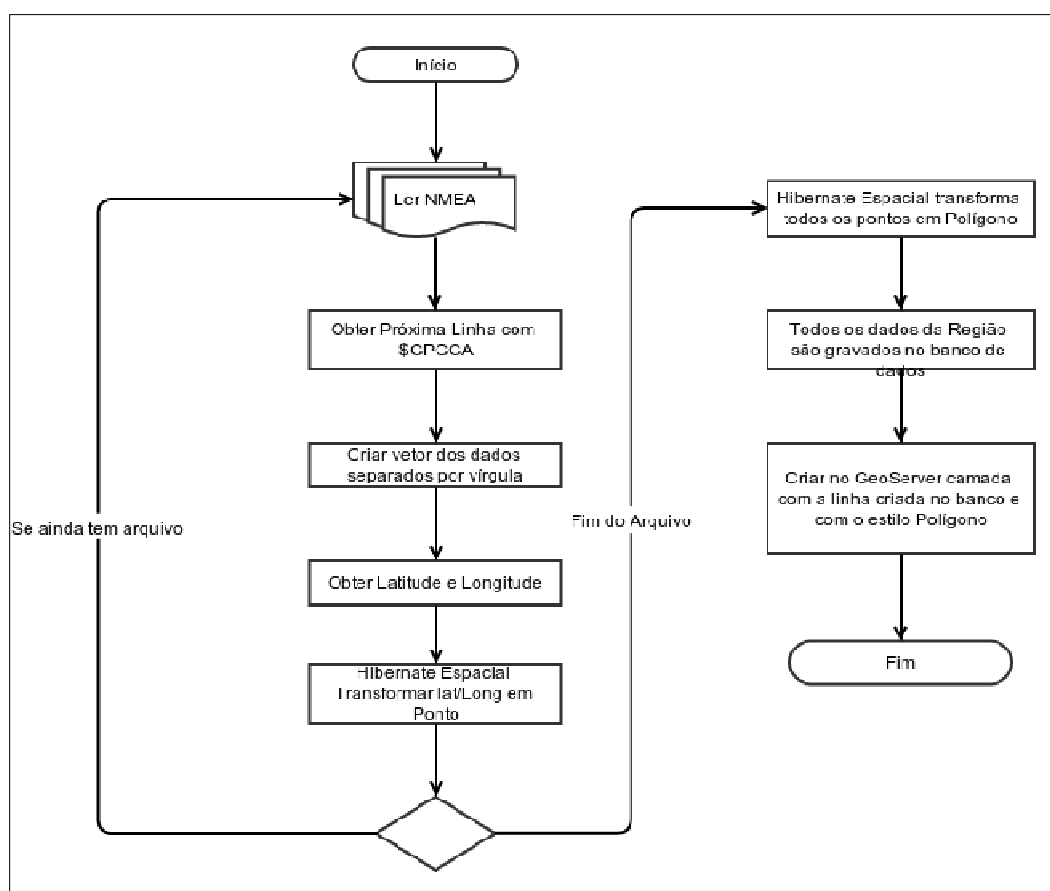 Início
Ler NMEA
Obter Próxima Linha com
$GPGGA
Criar vetor dos dados
separados por vírgula
Obter Latitude e Longitude
Hibernate Espacial
Transformar lat/Long em
Ponto
Se ainda tem arquivo
Fim do Arquivo
Hibernate Espacial transforma
todos os pontos em Polígono
Todos os dados da Região
são gravados no banco de
dados
Criar no GeoServer camada
com a linha criada no banco e
com o estilo Polígono
Fim